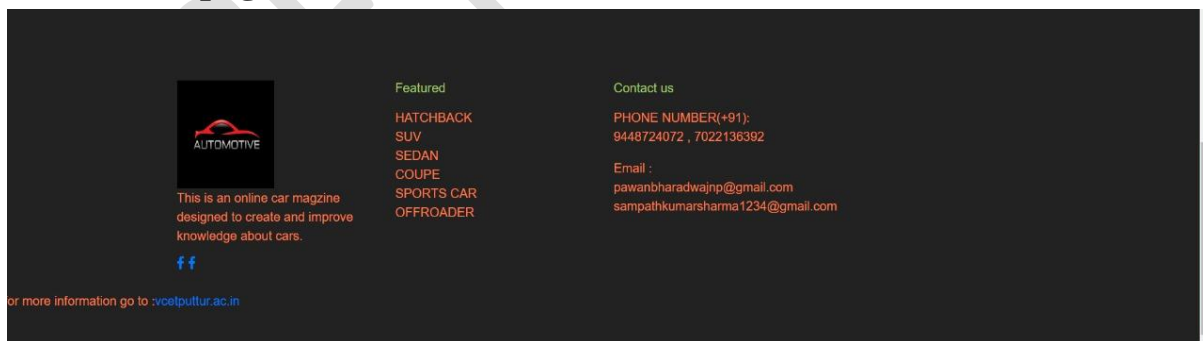 AUTOMOTIVE
This is an online car magzine
designed to create and improve
knowledge about cars.
Featured
HATCHBACK
SUV
SEDAN
COUPE
SPORTS CAR
OFFROADER
Contact us
PHONE NUMBER(+91):
9448724072 , 7022136392
Email :
pawanbharadwajnp@gmail.com
sampathkumarsharma1234@gmail.com
or more information go to :vcetputtur.ac.in